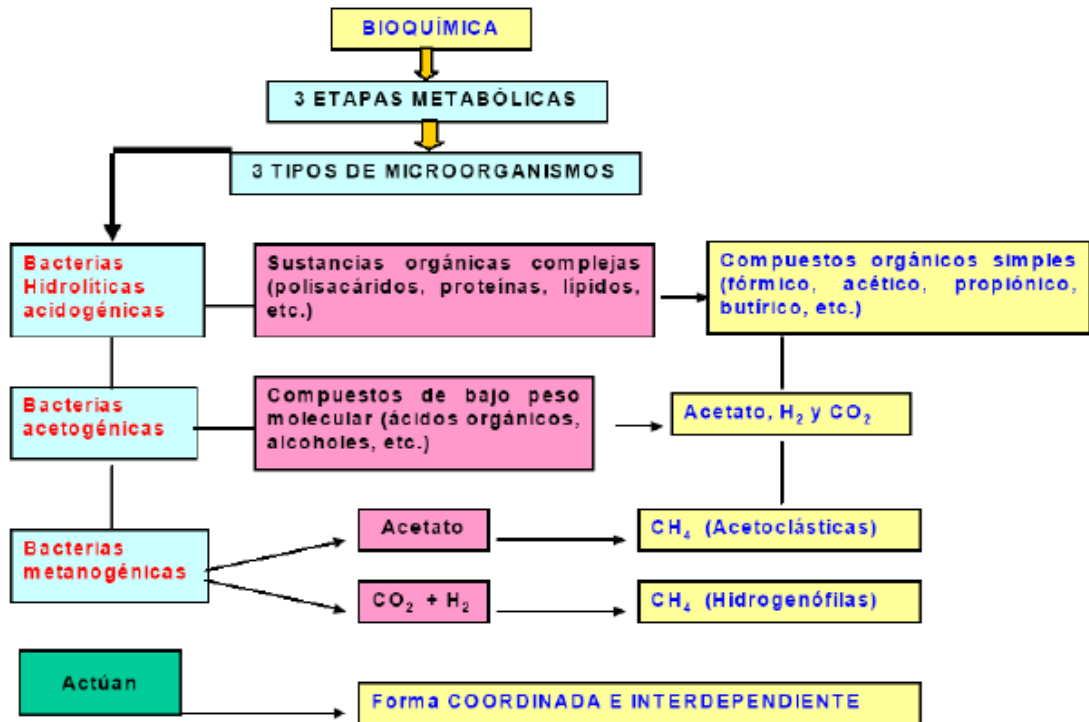 BIOQUÍMICA
3 ETAPAS METABÓLICAS
3 TIPOS DE MICROORGANISMOS
Bacterias
Hidrolíticas
acidogénicas
Sustancias orgánicas complejas
(polisacáridos, proteínas, lípidos,
etc.)
Compuestos orgánicos simples
(fórmico, acético, propiónico,
butírico, etc.)
Bacterias
acetogénicas
Compuestos de bajo peso
molecular (ácidos orgánicos,
alcoholes, etc.)
Acetato, H₂ y CO₂
Bacterias
metanogénicas
Acetato
CH₄ (Acetoclásticas)
CO₂ + H₂
CH₄ (Hidrogenófilas)
Actúan
Forma COORDINADA E INTERDEPENDIENTE